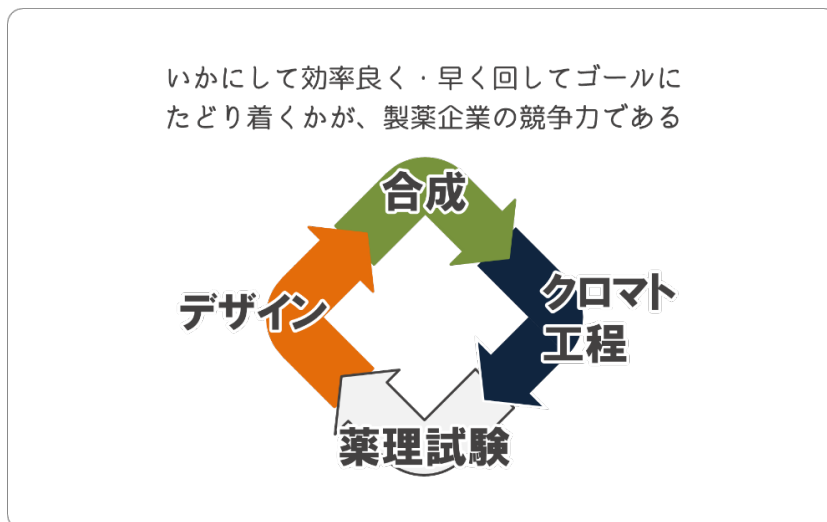 いかにして効率良く・早く回してゴールに
たどり着くかが、製薬企業の競争力である
合成
デザイン
クロマト
工程
薬理試験